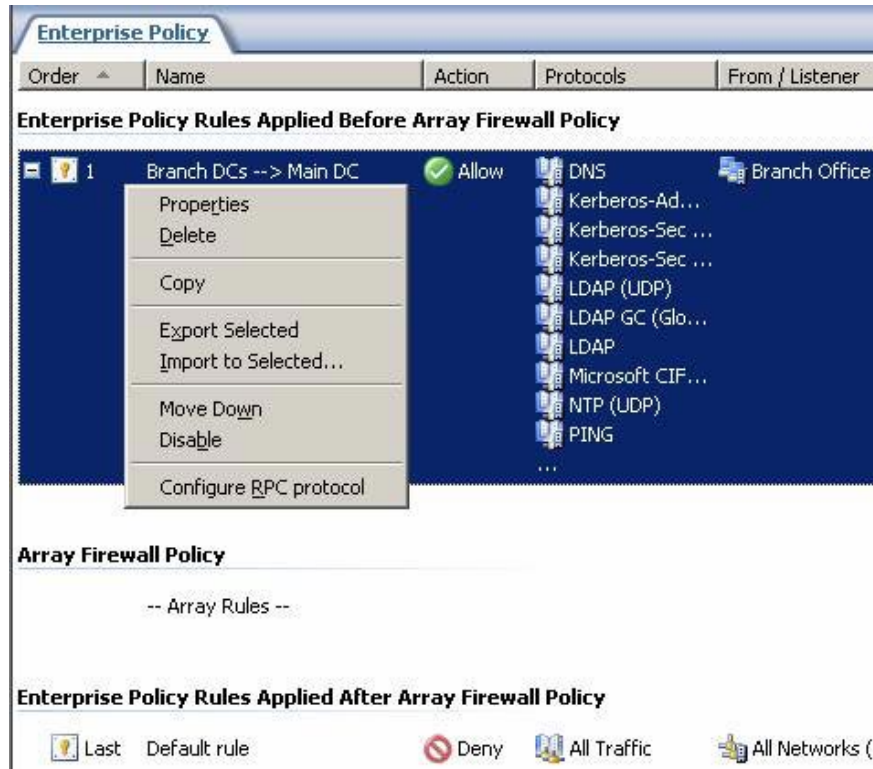 Enterprise Policy
Order Name Action Protocols From / Listener
Enterprise Policy Rules Applied Before Array Firewall Policy
1 Branch DCs --> Main DC Allow DNS Branch Office
Kerberos-Ad...
Kerberos-Sec ...
Kerberos-Sec ...
LDAP (UDP)
LDAP GC (Glo...
LDAP
Microsoft CIF...
NTP (UDP)
PING
...
Properties
Delete
Copy
Export Selected
Import to Selected...
Move Down
Disable
Configure RPC protocol
Array Firewall Policy
-- Array Rules --
Enterprise Policy Rules Applied After Array Firewall Policy
Last Default rule Deny All Traffic All Networks (